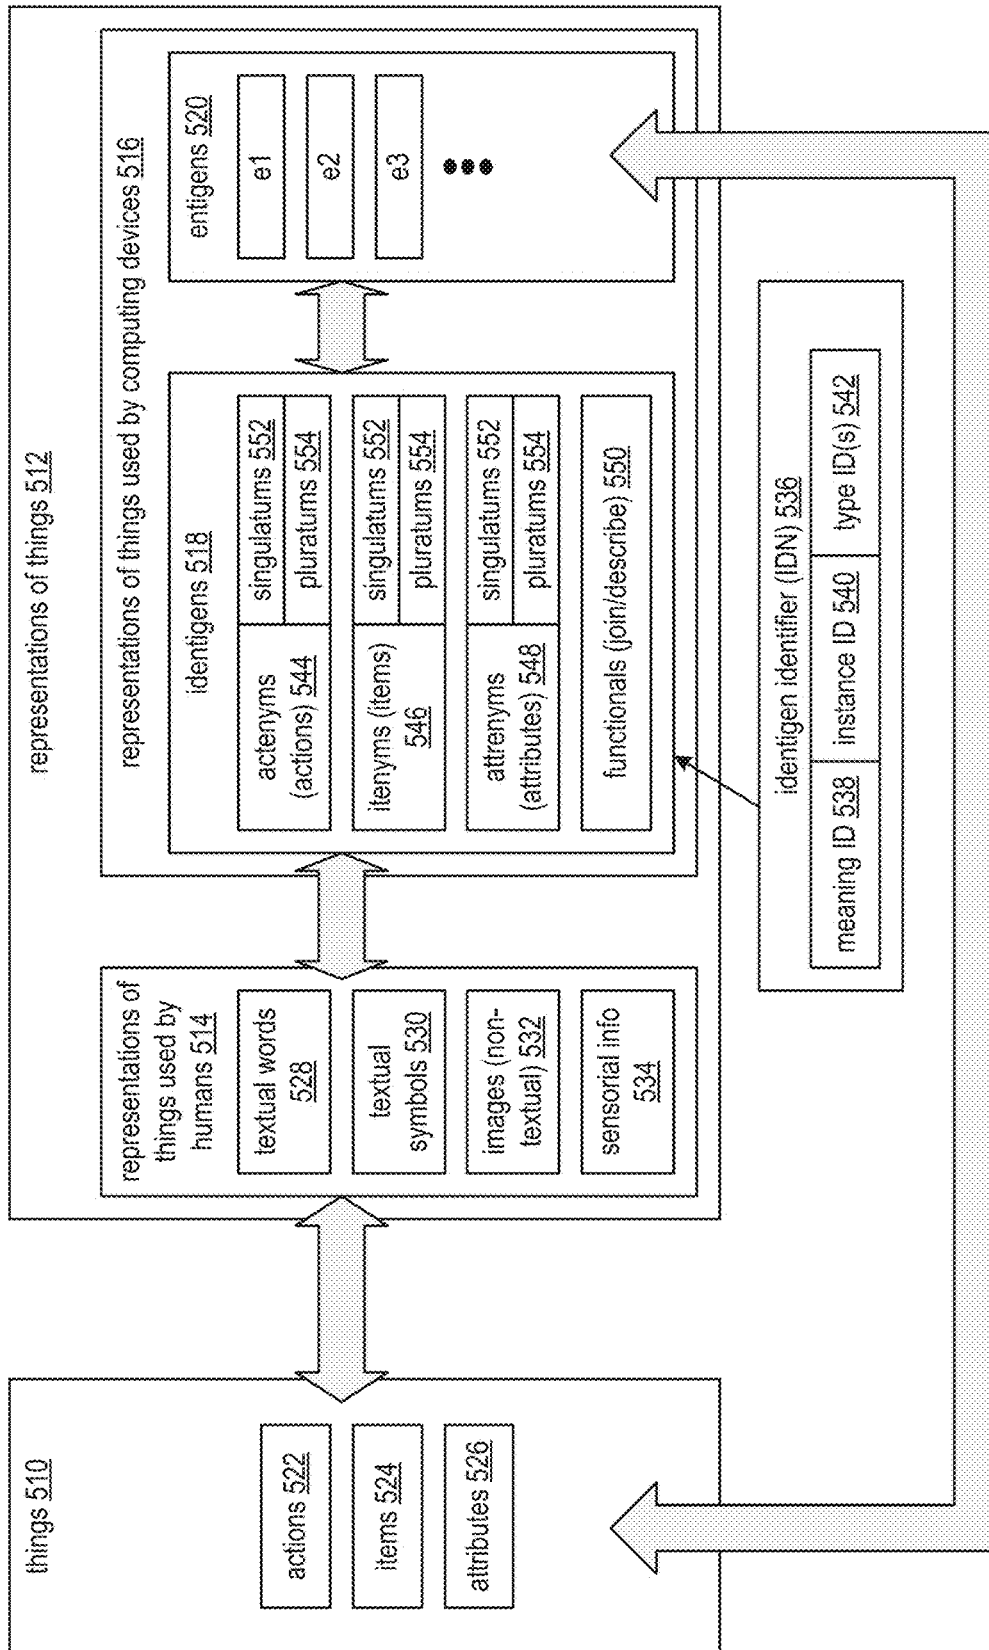 things 510
actions 522
items 524
attributes 526
representations of things 512
representations of
things used by
humans 514
textual words
528
textual
symbols 530
images (non-
textual) 532
sensorial info
534
representations of things used by computing devices 516
identigens 518
actenyms
(actions) 544
singulatums 552
pluratums 554
itenyms (items)
546
singulatums 552
pluratums 554
attrenyms
(attributes) 548
singulatums 552
pluratums 554
functionals (join/describe) 550
entigens 520
e1
e2
e3
identigen identifier (IDN) 536
meaning ID 538
instance ID 540
type ID(s) 542